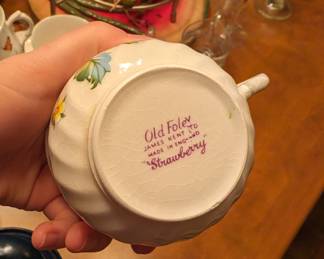 Old Foley
JAMES KENT LTD
MADE IN ENGLAND
"Strawberry"